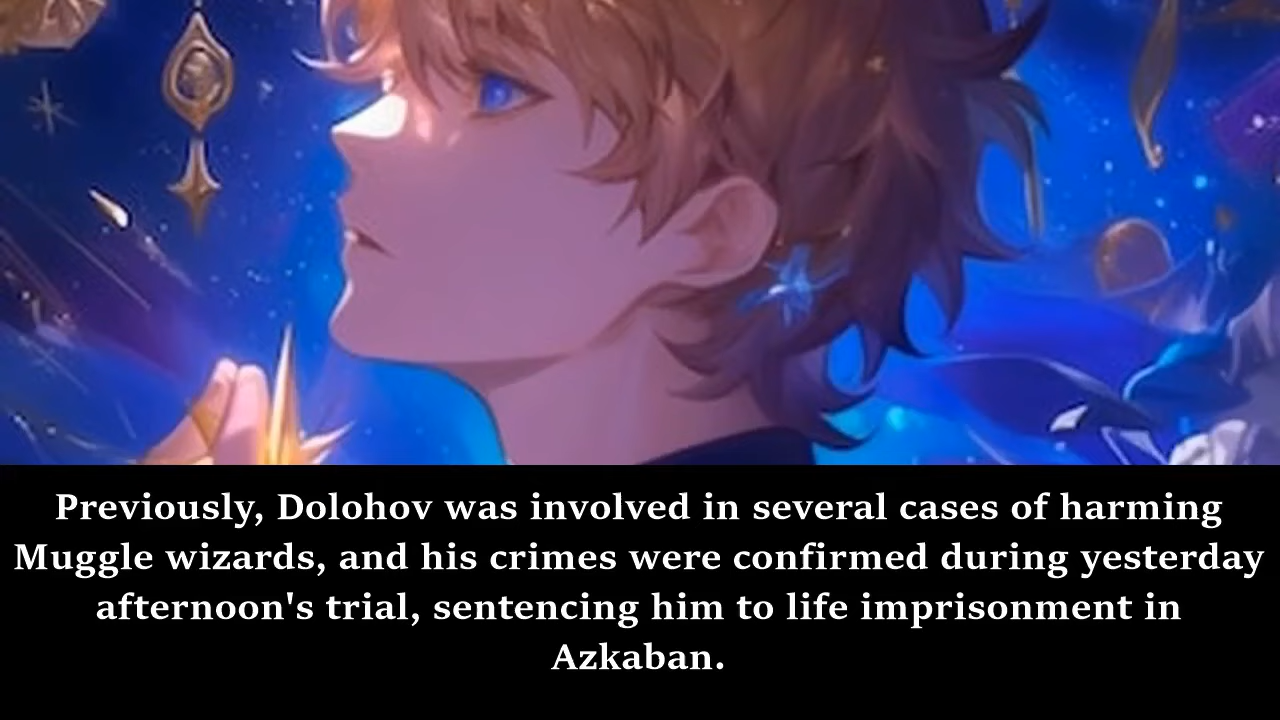 Previously, Dolohov was involved in several cases of harming
Muggle wizards, and his crimes were confirmed during yesterday
afternoon's trial, sentencing him to life imprisonment in
Azkaban.